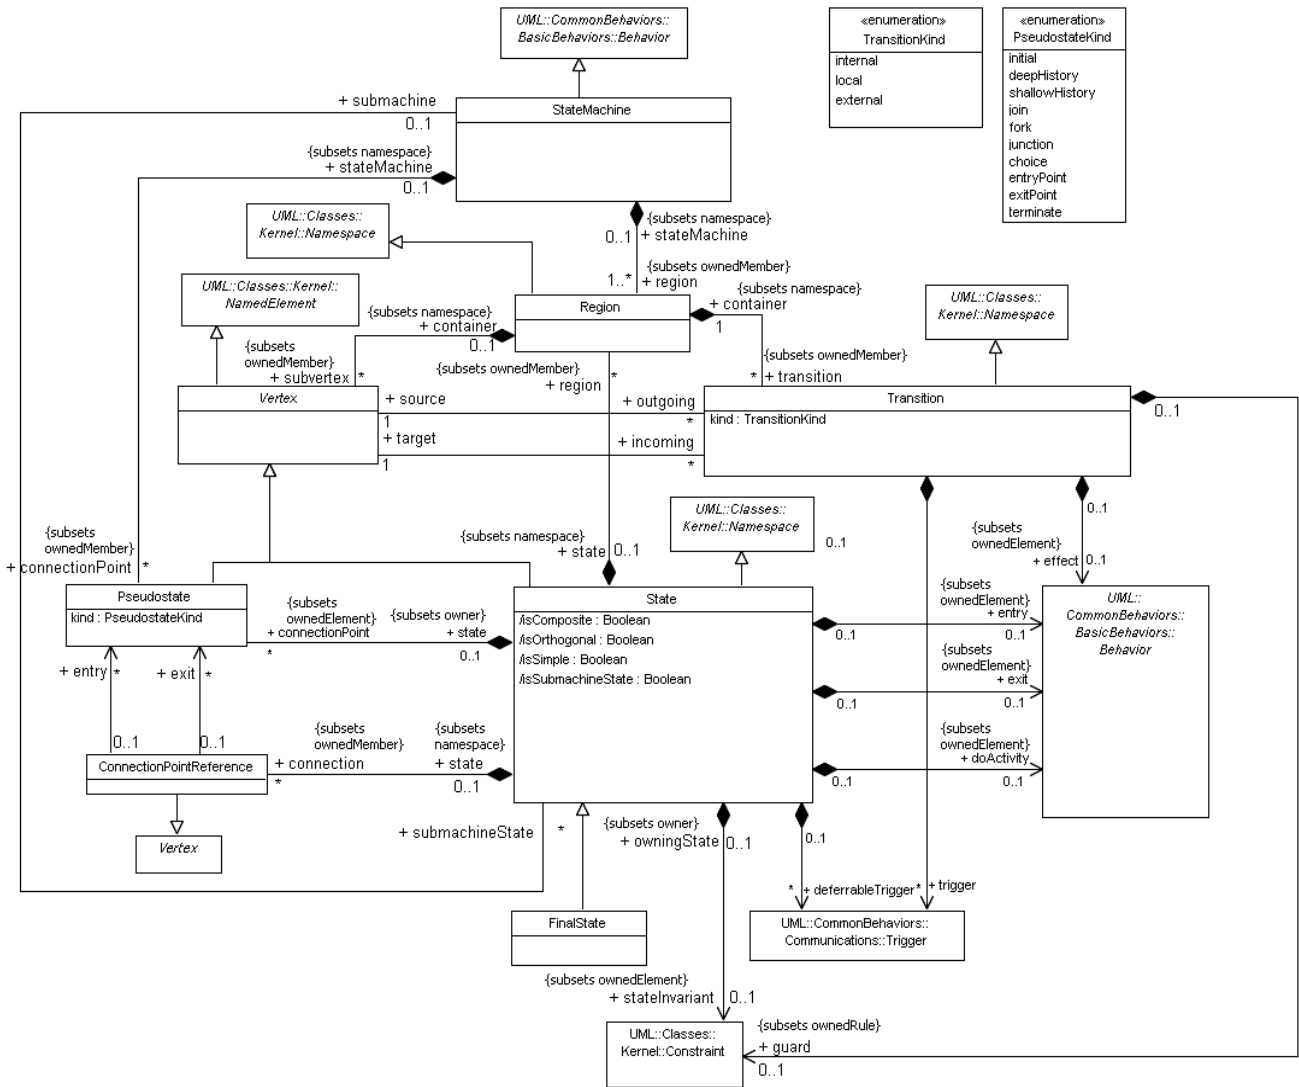 UML::CommonBehaviors::
BasicBehaviors::Behavior
«enumeration»
TransitionKind
internal
local
external
«enumeration»
PseudostateKind
initial
deepHistory
shallowHistory
join
fork
junction
choice
entryPoint
exitPoint
terminate
+ submachine
0..1
StateMachine
{subsets namespace}
+ stateMachine
0..1
UML::Classes::
Kernel::Namespace
{subsets namespace}
0..1 + stateMachine
{subsets ownedMember}
1..* + region
UML::Classes::Kernel::
NamedElement
{subsets namespace}
+ container
0..1
Region
{subsets namespace}
+ container
1
UML::Classes::
Kernel::Namespace
{subsets
ownedMember}
+ subvertex *
{subsets ownedMember}
+ region *
{subsets ownedMember}
* + transition
Vertex
+ source
1
+ outgoing
*
+ target
1
+ incoming
*
Transition
kind : TransitionKind
0..1
UML::Classes::
Kernel::Namespace
0..1
0..1
{subsets
ownedElement}
+ effect 0..1
{subsets
ownedMember}
+ connectionPoint *
{subsets namespace}
+ state 0..1
Pseudostate
kind : PseudostateKind
{subsets
ownedElement}
+ connectionPoint
*
{subsets owner}
+ state
0..1
State
/isComposite : Boolean
/isOrthogonal : Boolean
/isSimple : Boolean
/isSubmachineState : Boolean
0..1
{subsets
ownedElement}
+ entry
0..1
UML::
CommonBehaviors::
BasicBehaviors::
Behavior
+ entry *
+ exit *
0..1
{subsets
ownedElement}
+ exit
0..1
0..1
0..1
ConnectionPointReference
{subsets
ownedMember}
+ connection
*
{subsets
namespace}
+ state
0..1
0..1
{subsets
ownedElement}
+ doActivity
0..1
Vertex
+ submachineState *
{subsets owner}
+ owningState 0..1
0..1
* + deferrableTrigger
* + trigger
FinalState
UML::CommonBehaviors::
Communications::Trigger
{subsets ownedElement}
+ stateInvariant 0..1
UML::Classes::
Kernel::Constraint
{subsets ownedRule}
+ guard
0..1